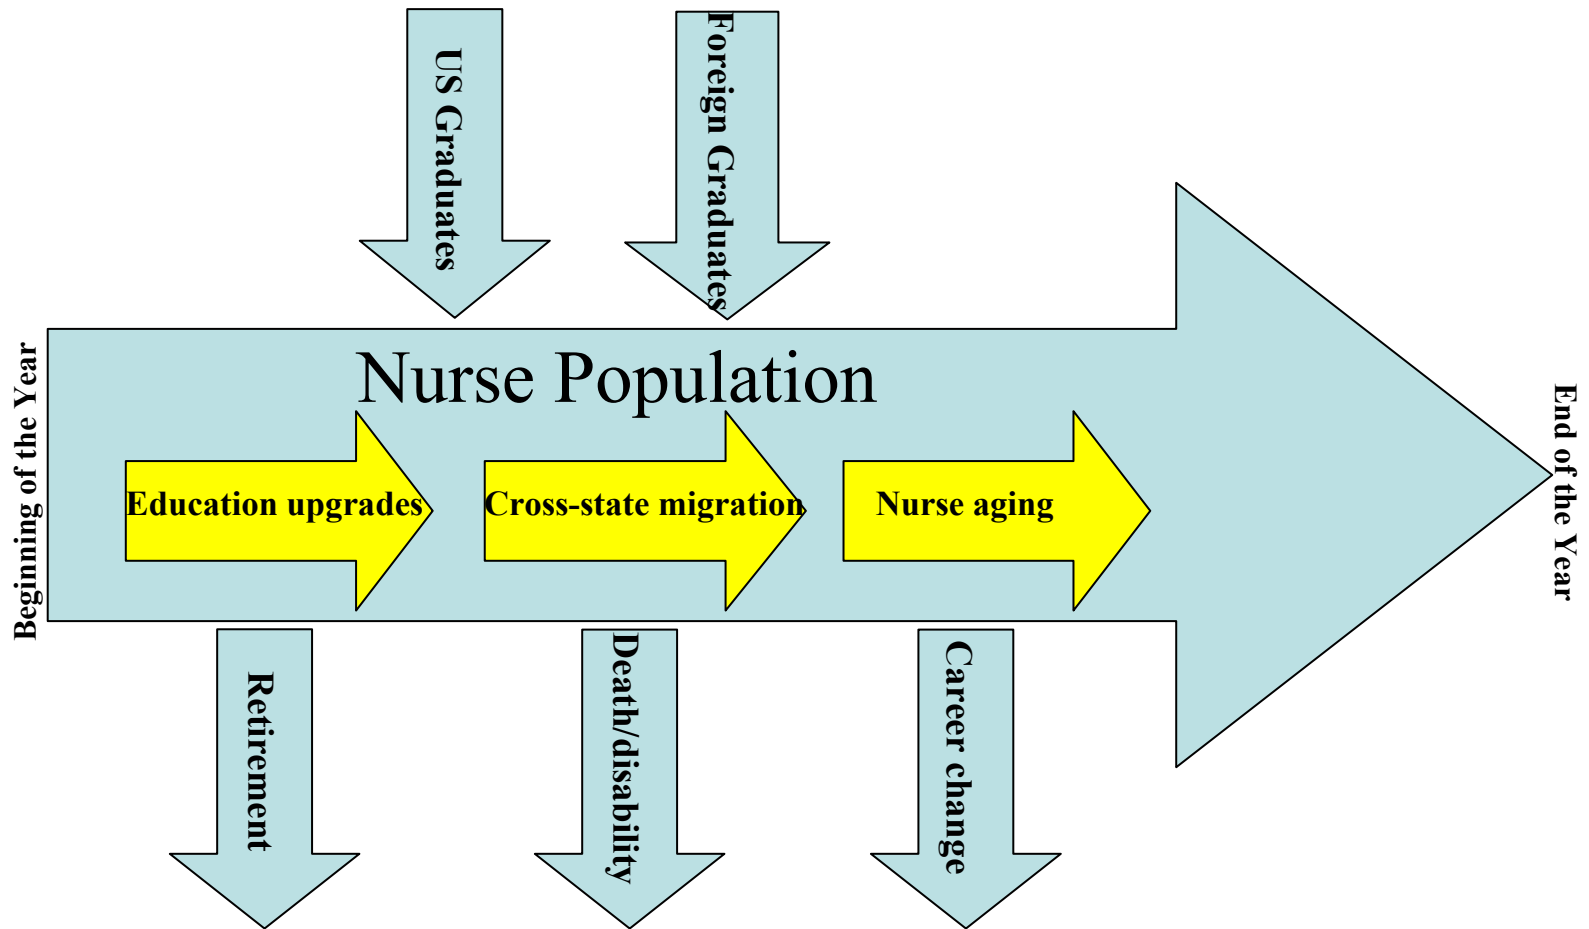 US Graduates
Foreign Graduates
Beginning of the Year
Nurse Population
Education upgrades
Cross-state migration
Nurse aging
End of the Year
Retirement
Death/disability
Career change